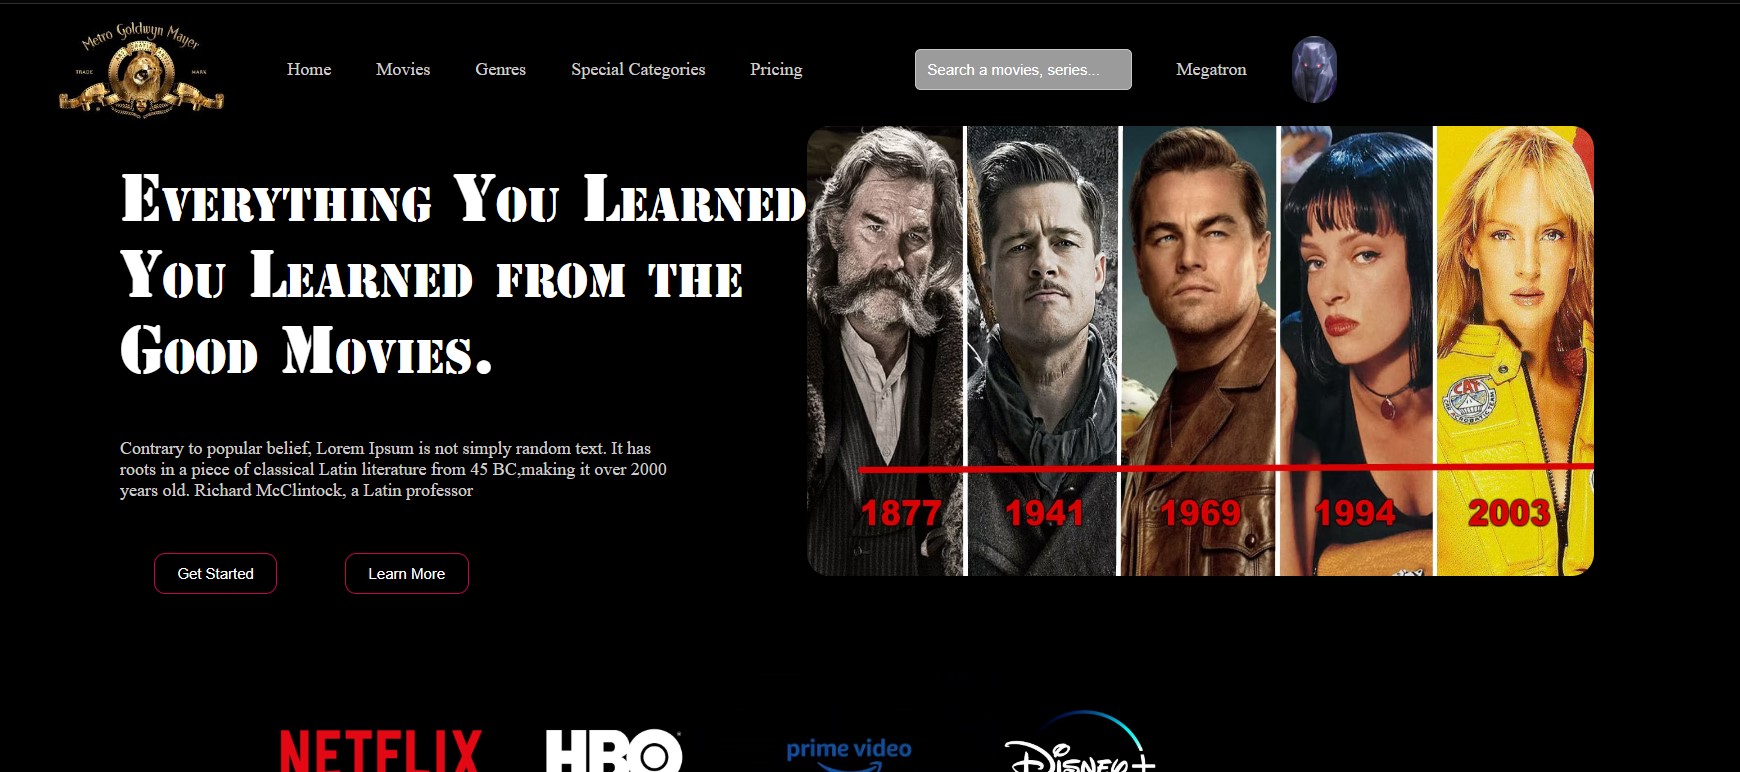 Metro Goldwyn Mayer
TRADE MARK
Home Movies Genres Special Categories Pricing Search a movies, series... Megatron
Everything You Learned
You Learned from the
Good Movies.
Contrary to popular belief, Lorem Ipsum is not simply random text. It has
roots in a piece of classical Latin literature from 45 BC,making it over 2000
years old. Richard McClintock, a Latin professor
Get Started Learn More
CAT
1877 1941 1969 1994 2003
NETFLIX HBO prime video Disney+